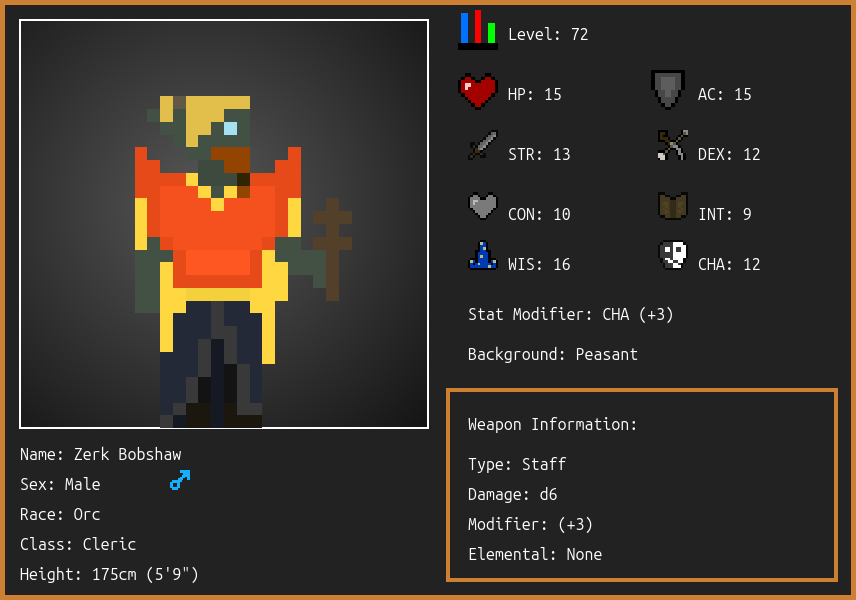 Level: 72
HP: 15
AC: 15
STR: 13
DEX: 12
CON: 10
INT: 9
WIS: 16
CHA: 12
Stat Modifier: CHA (+3)
Background: Peasant
Weapon Information:
Type: Staff
Damage: d6
Modifier: (+3)
Elemental: None
Name: Zerk Bobshaw
Sex: Male
Race: Orc
Class: Cleric
Height: 175cm (5'9")